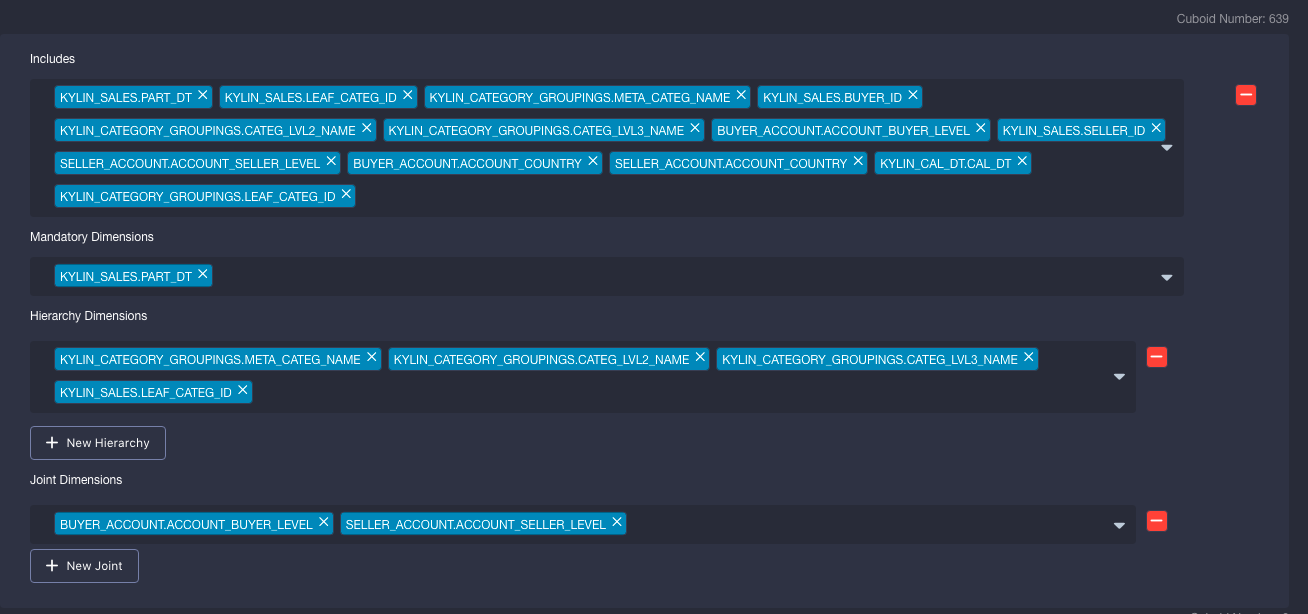 Cuboid Number: 639
Includes
KYLIN_SALES.PART_DT KYLIN_SALES.LEAF_CATEG_ID KYLIN_CATEGORY_GROUPINGS.META_CATEG_NAME KYLIN_SALES.BUYER_ID
KYLIN_CATEGORY_GROUPINGS.CATEG_LVL2_NAME KYLIN_CATEGORY_GROUPINGS.CATEG_LVL3_NAME BUYER_ACCOUNT.ACCOUNT_BUYER_LEVEL KYLIN_SALES.SELLER_ID
SELLER_ACCOUNT.ACCOUNT_SELLER_LEVEL BUYER_ACCOUNT.ACCOUNT_COUNTRY SELLER_ACCOUNT.ACCOUNT_COUNTRY KYLIN_CAL_DT.CAL_DT
KYLIN_CATEGORY_GROUPINGS.LEAF_CATEG_ID
Mandatory Dimensions
KYLIN_SALES.PART_DT
Hierarchy Dimensions
KYLIN_CATEGORY_GROUPINGS.META_CATEG_NAME KYLIN_CATEGORY_GROUPINGS.CATEG_LVL2_NAME KYLIN_CATEGORY_GROUPINGS.CATEG_LVL3_NAME
KYLIN_SALES.LEAF_CATEG_ID
New Hierarchy
Joint Dimensions
BUYER_ACCOUNT.ACCOUNT_BUYER_LEVEL SELLER_ACCOUNT.ACCOUNT_SELLER_LEVEL
New Joint